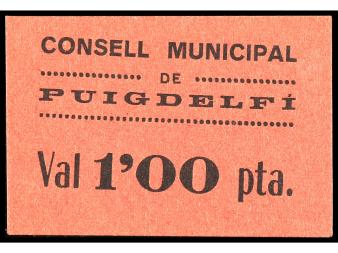 CONSELL MUNICIPAL
DE
PUIGDELFÍ
Val 1'00 pta.